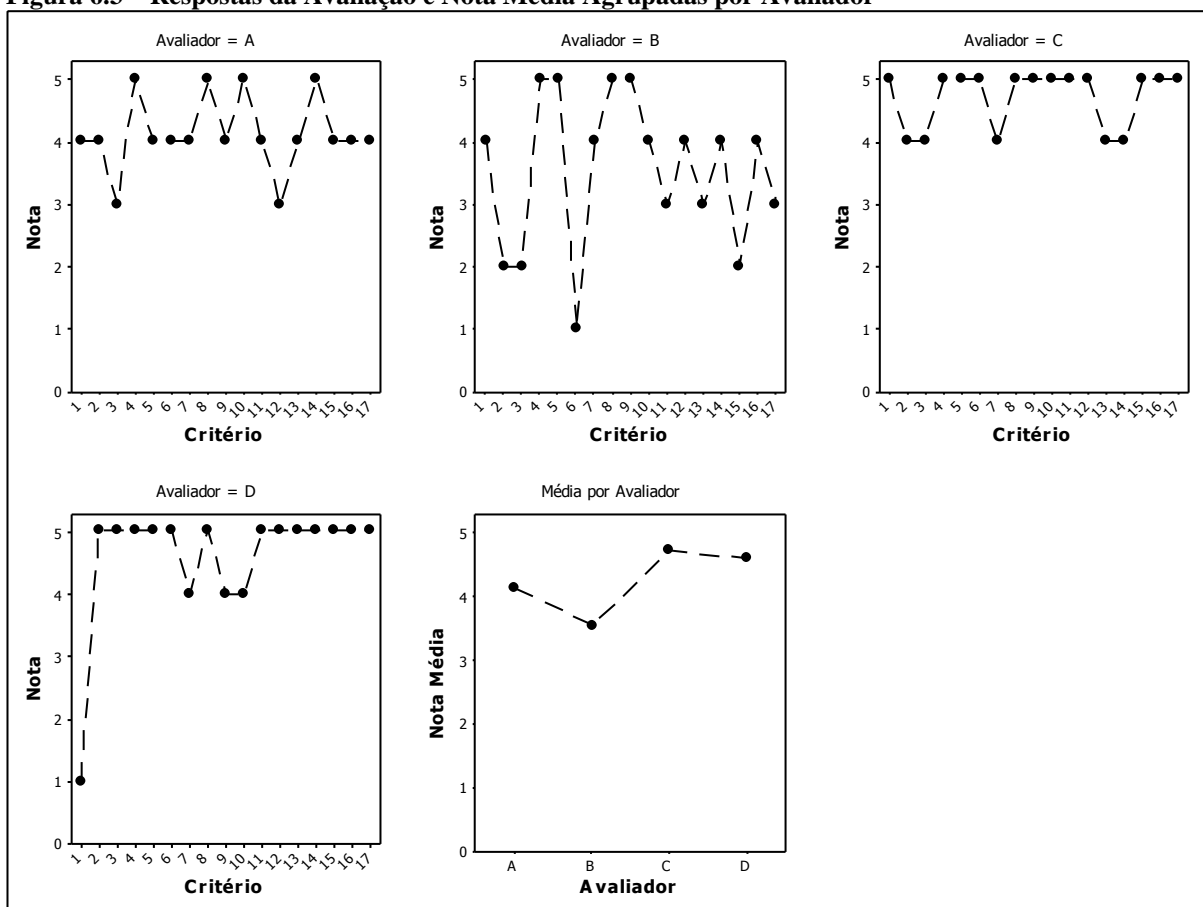 Figura – Respostas da Avaliação e Nota Média Agrupadas por Avaliador
Avaliador = A
5
4
3
2
1
0
Nota
1 2 3 4 5 6 7 8 9 10 11 12 13 14 15 16 17
Critério
Avaliador = B
5
4
3
2
1
0
Nota
1 2 3 4 5 6 7 8 9 10 11 12 13 14 15 16 17
Critério
Avaliador = C
5
4
3
2
1
0
Nota
1 2 3 4 5 6 7 8 9 10 11 12 13 14 15 16 17
Critério
Avaliador = D
5
4
3
2
1
0
Nota
1 2 3 4 5 6 7 8 9 10 11 12 13 14 15 16 17
Critério
Média por Avaliador
5
4
3
2
1
0
Nota Média
A B C D
Avaliador